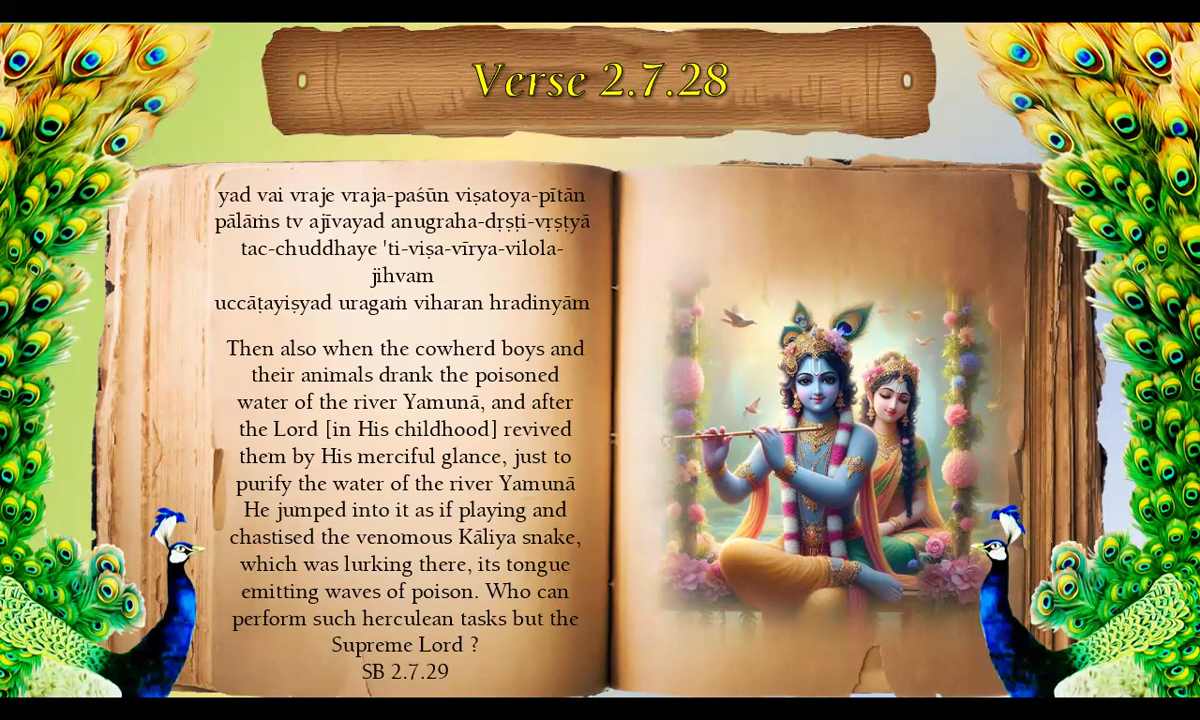 Verse 2.7.28
yad vai vraje vraja-paśūn viṣatoya-pītān
pālāṁs tv ajīvayad anugraha-dṛṣṭi-vṛṣṭyā
tac-chuddhaye 'ti-viṣa-vīrya-vilola-
jihvam
uccāṭayiṣyad uragaṁ viharan hradinyām
Then also when the cowherd boys and
their animals drank the poisoned
water of the river Yamunā, and after
the Lord [in His childhood] revived
them by His merciful glance, just to
purify the water of the river Yamunā
He jumped into it as if playing and
chastised the venomous Kāliya snake,
which was lurking there, its tongue
emitting waves of poison. Who can
perform such herculean tasks but the
Supreme Lord ?
SB 2.7.29